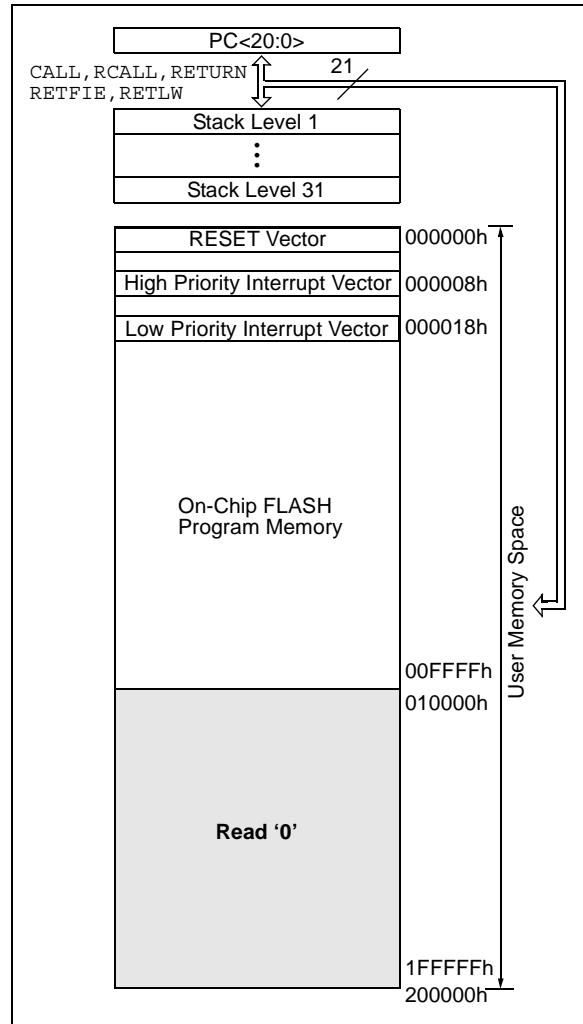 PC<20:0>
CALL,RCALL,RETURN
RETFIE,RETLW
21
Stack Level 1
Stack Level 31
RESET Vector
000000h
High Priority Interrupt Vector
000008h
Low Priority Interrupt Vector
000018h
On-Chip FLASH
Program Memory
User Memory Space
00FFFFh
010000h
Read ‘0’
1FFFFFh
200000h